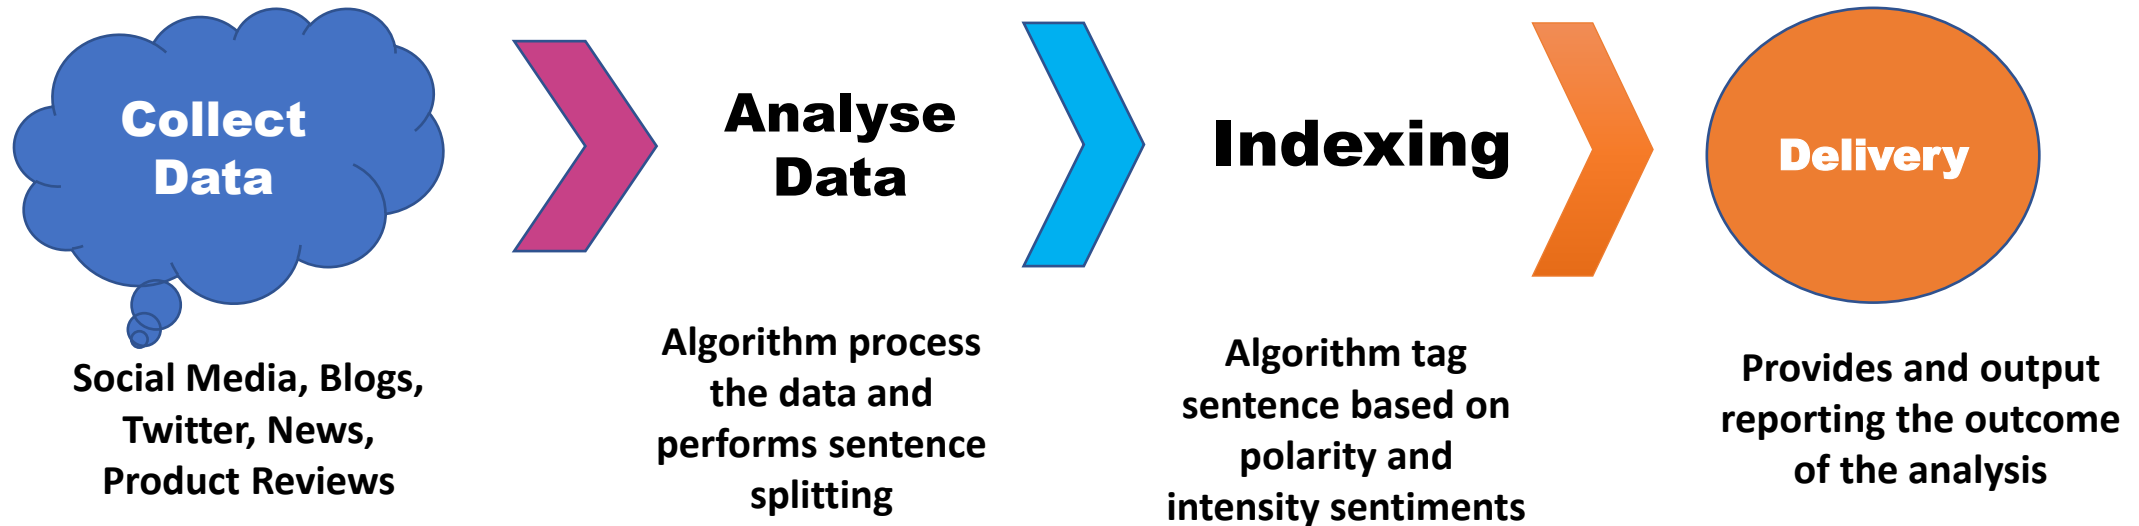 Collect
Data
Analyse
Data
Indexing
Delivery
Social Media, Blogs,
Twitter, News,
Product Reviews
Algorithm process
the data and
performs sentence
splitting
Algorithm tag
sentence based on
polarity and
intensity sentiments
Provides and output
reporting the outcome
of the analysis